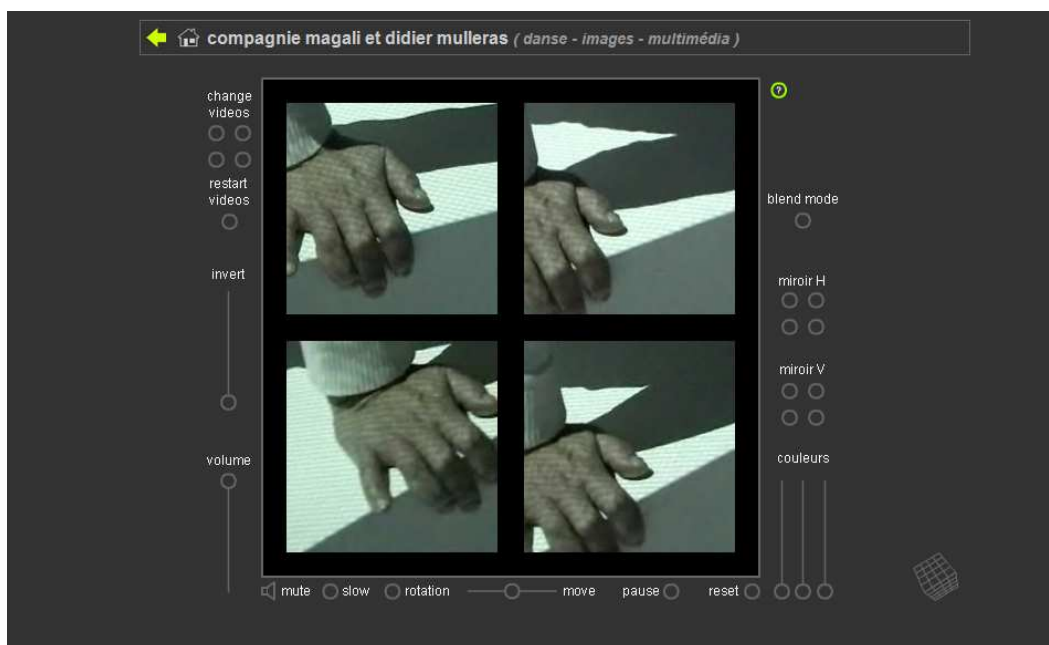 compagnie magali et didier mulleras ( danse - images - multimédia )
change
videos
restart
videos
invert
volume
?
blend mode
miroir H
miroir V
couleurs
mute slow rotation move pause reset